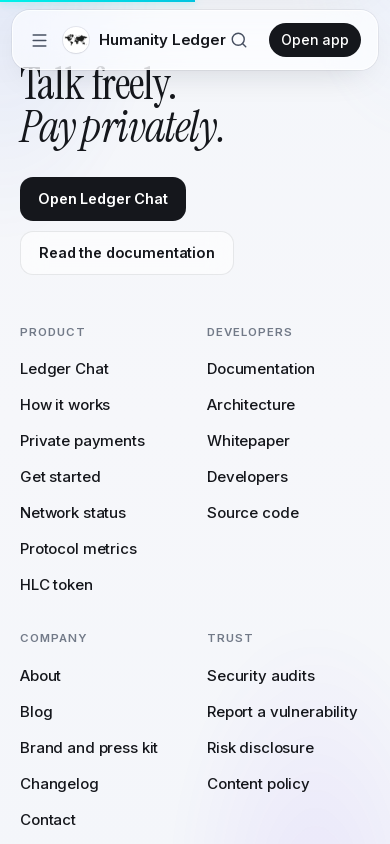 Humanity Ledger
Open app
Talk freely.
Pay privately.
Open Ledger Chat
Read the documentation
PRODUCT
Ledger Chat
How it works
Private payments
Get started
Network status
Protocol metrics
HLC token
DEVELOPERS
Documentation
Architecture
Whitepaper
Developers
Source code
COMPANY
About
Blog
Brand and press kit
Changelog
Contact
TRUST
Security audits
Report a vulnerability
Risk disclosure
Content policy